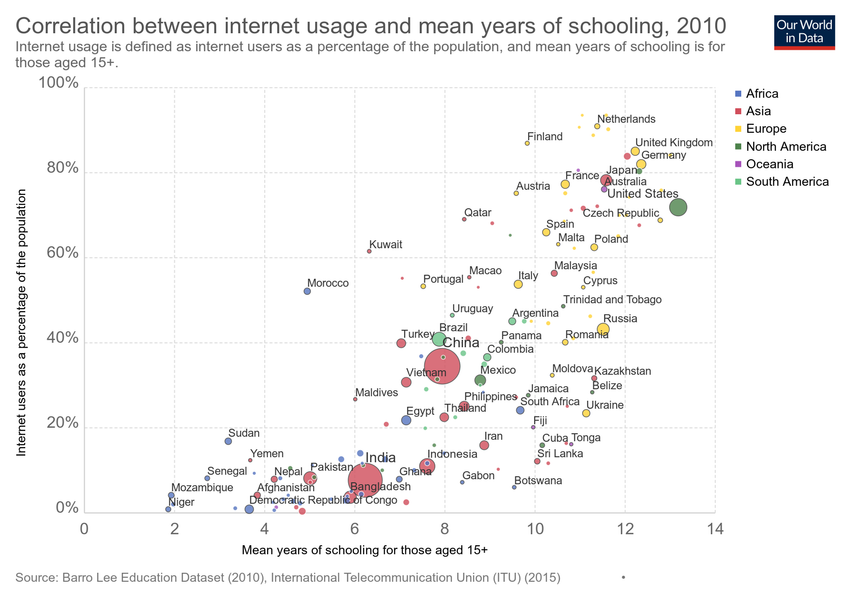 Correlation between internet usage and mean years of schooling, 2010
Internet usage is defined as internet users as a percentage of the population, and mean years of schooling is for
those aged 15+.
Our World
in Data
100%
80%
60%
40%
20%
0%
Internet users as a percentage of the population
Netherlands
Finland
United Kingdom
Germany
France
Japan
Australia
Austria
United States
Qatar
Czech Republic
Spain
Malta
Poland
Kuwait
Macao
Malaysia
Portugal
Italy
Cyprus
Morocco
Trinidad and Tobago
Uruguay
Argentina
Russia
Brazil
Turkey
Panama
Romania
China
Colombia
Vietnam
Mexico
Moldova
Kazakhstan
Maldives
Philippines
Jamaica
Belize
Egypt
Thailand
South Africa
Ukraine
Fiji
Sudan
Iran
Cuba
Tonga
Yemen
India
Indonesia
Sri Lanka
Senegal
Nepal
Pakistan
Ghana
Gabon
Botswana
Mozambique
Afghanistan
Bangladesh
Niger
Democratic Republic of Congo
0
2
4
6
8
10
12
14
Mean years of schooling for those aged 15+
Africa
Asia
Europe
North America
Oceania
South America
Source: Barro Lee Education Dataset (2010), International Telecommunication Union (ITU) (2015)